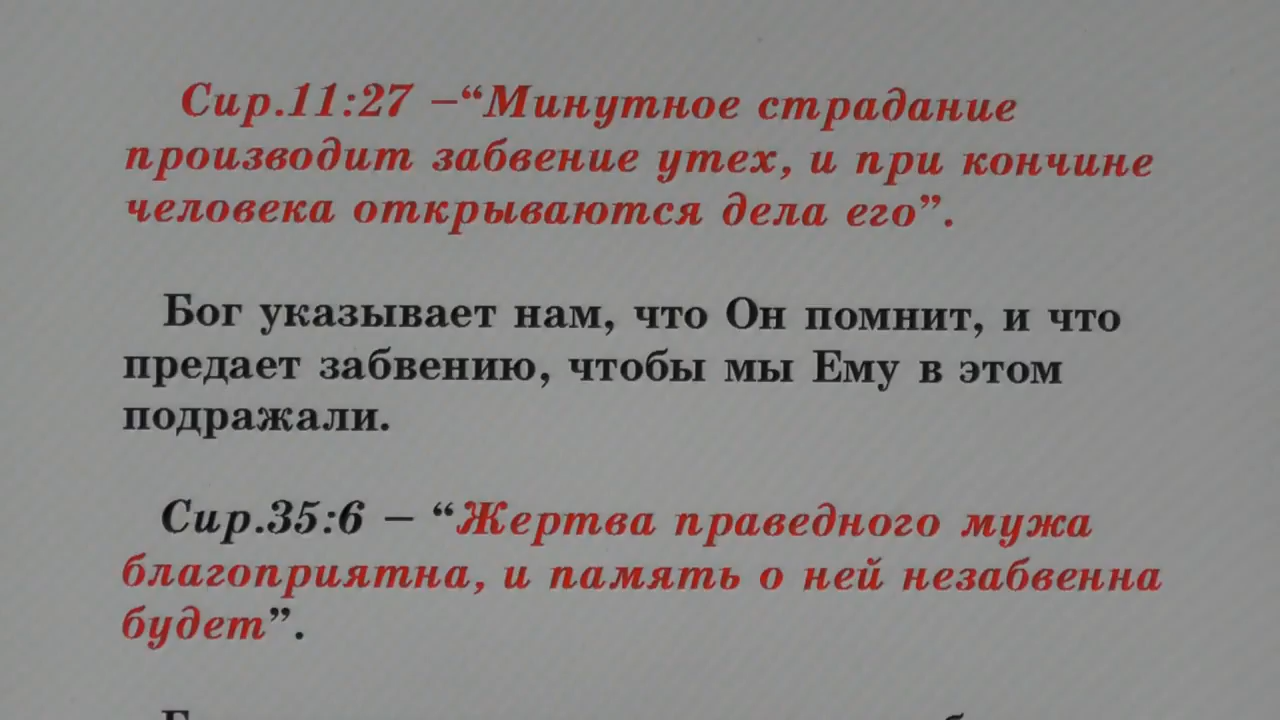 Сир.11:27 –“Минутное страдание
производит забвение утех, и при кончине
человека открываются дела его”.
Бог указывает нам, что Он помнит, и что
предает забвению, чтобы мы Ему в этом
подражали.
Сир.35:6 – “Жертва праведного мужа
благоприятна, и память о ней незабвенна
будет”.